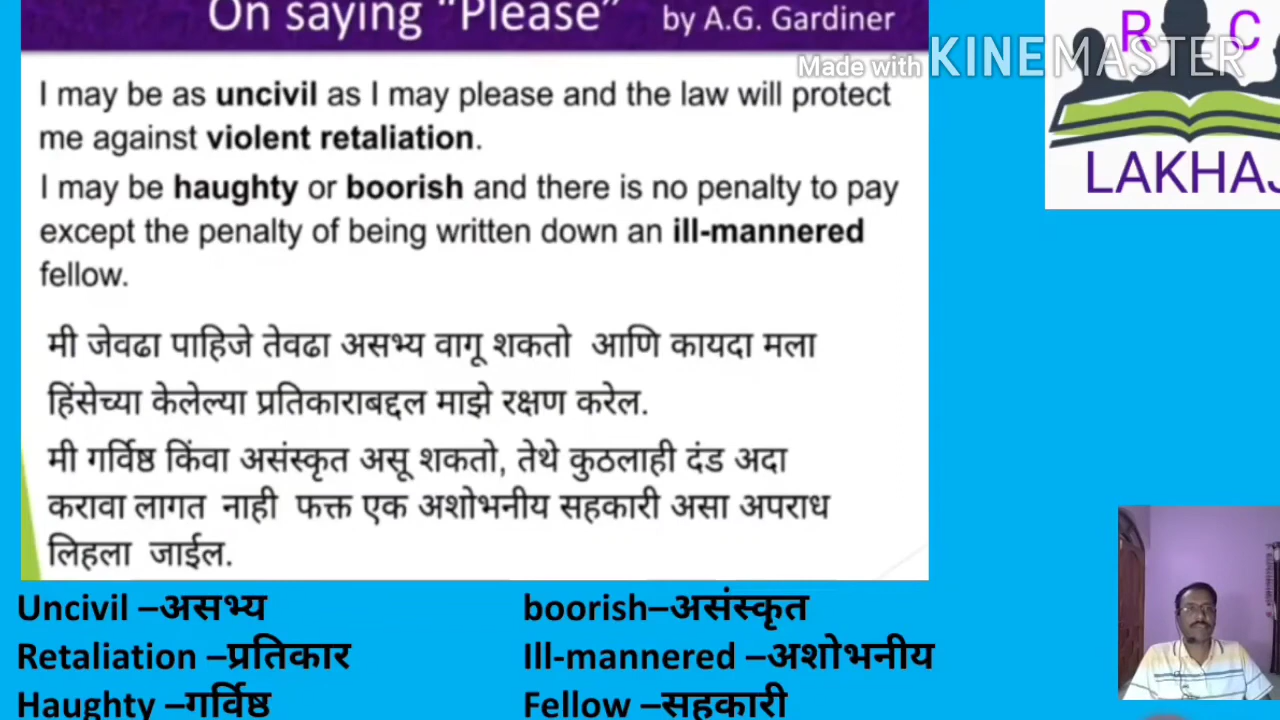 On saying "Please" by A.G. Gardiner
Made with KINEMASTER
R C
LAKHAJ
I may be as uncivil as I may please and the law will protect
me against violent retaliation.
I may be haughty or boorish and there is no penalty to pay
except the penalty of being written down an ill-mannered
fellow.
मी जेवढा पाहिजे तेवढा असभ्य वागू शकतो आणि कायदा मला
हिंसेच्या केलेल्या प्रतिकाराबद्दल माझे रक्षण करेल.
मी गर्विष्ठ किंवा असंस्कृत असू शकतो, तेथे कुठलाही दंड अदा
करावा लागत नाही फक्त एक अशोभनीय सहकारी असा अपराध
लिहला जाईल.
Uncivil –असभ्य boorish–असंस्कृत
Retaliation –प्रतिकार Ill-mannered –अशोभनीय
Haughty –गर्विष्ठ Fellow –सहकारी